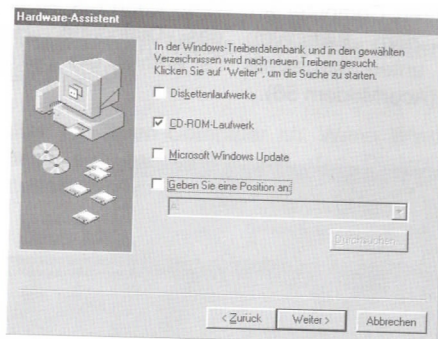 Hardware-Assistent
In der Windows-Treiberdatenbank und in den gewählten
Verzeichnissen wird nach neuen Treibern gesucht.
Klicken Sie auf "Weiter", um die Suche zu starten.
Diskettenlaufwerke
CD-ROM-Laufwerk
Microsoft Windows Update
Geben Sie eine Position an:
Durchsuchen...
< Zurück
Weiter >
Abbrechen